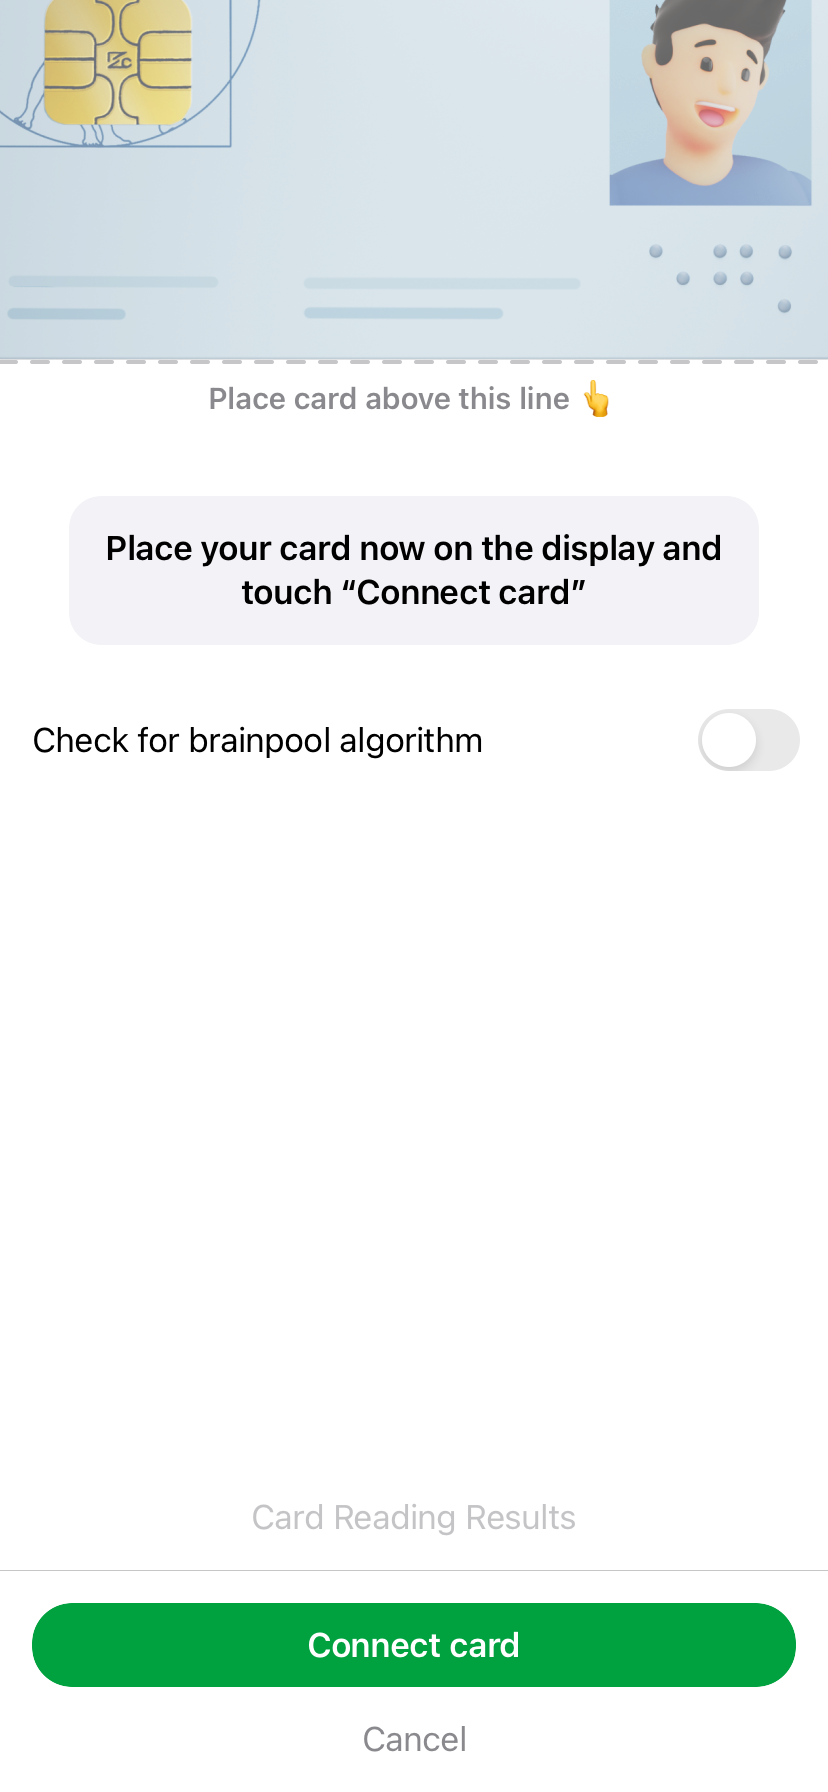 Place card above this line 👆
Place your card now on the display and
touch “Connect card”
Check for brainpool algorithm
Card Reading Results
Connect card
Cancel